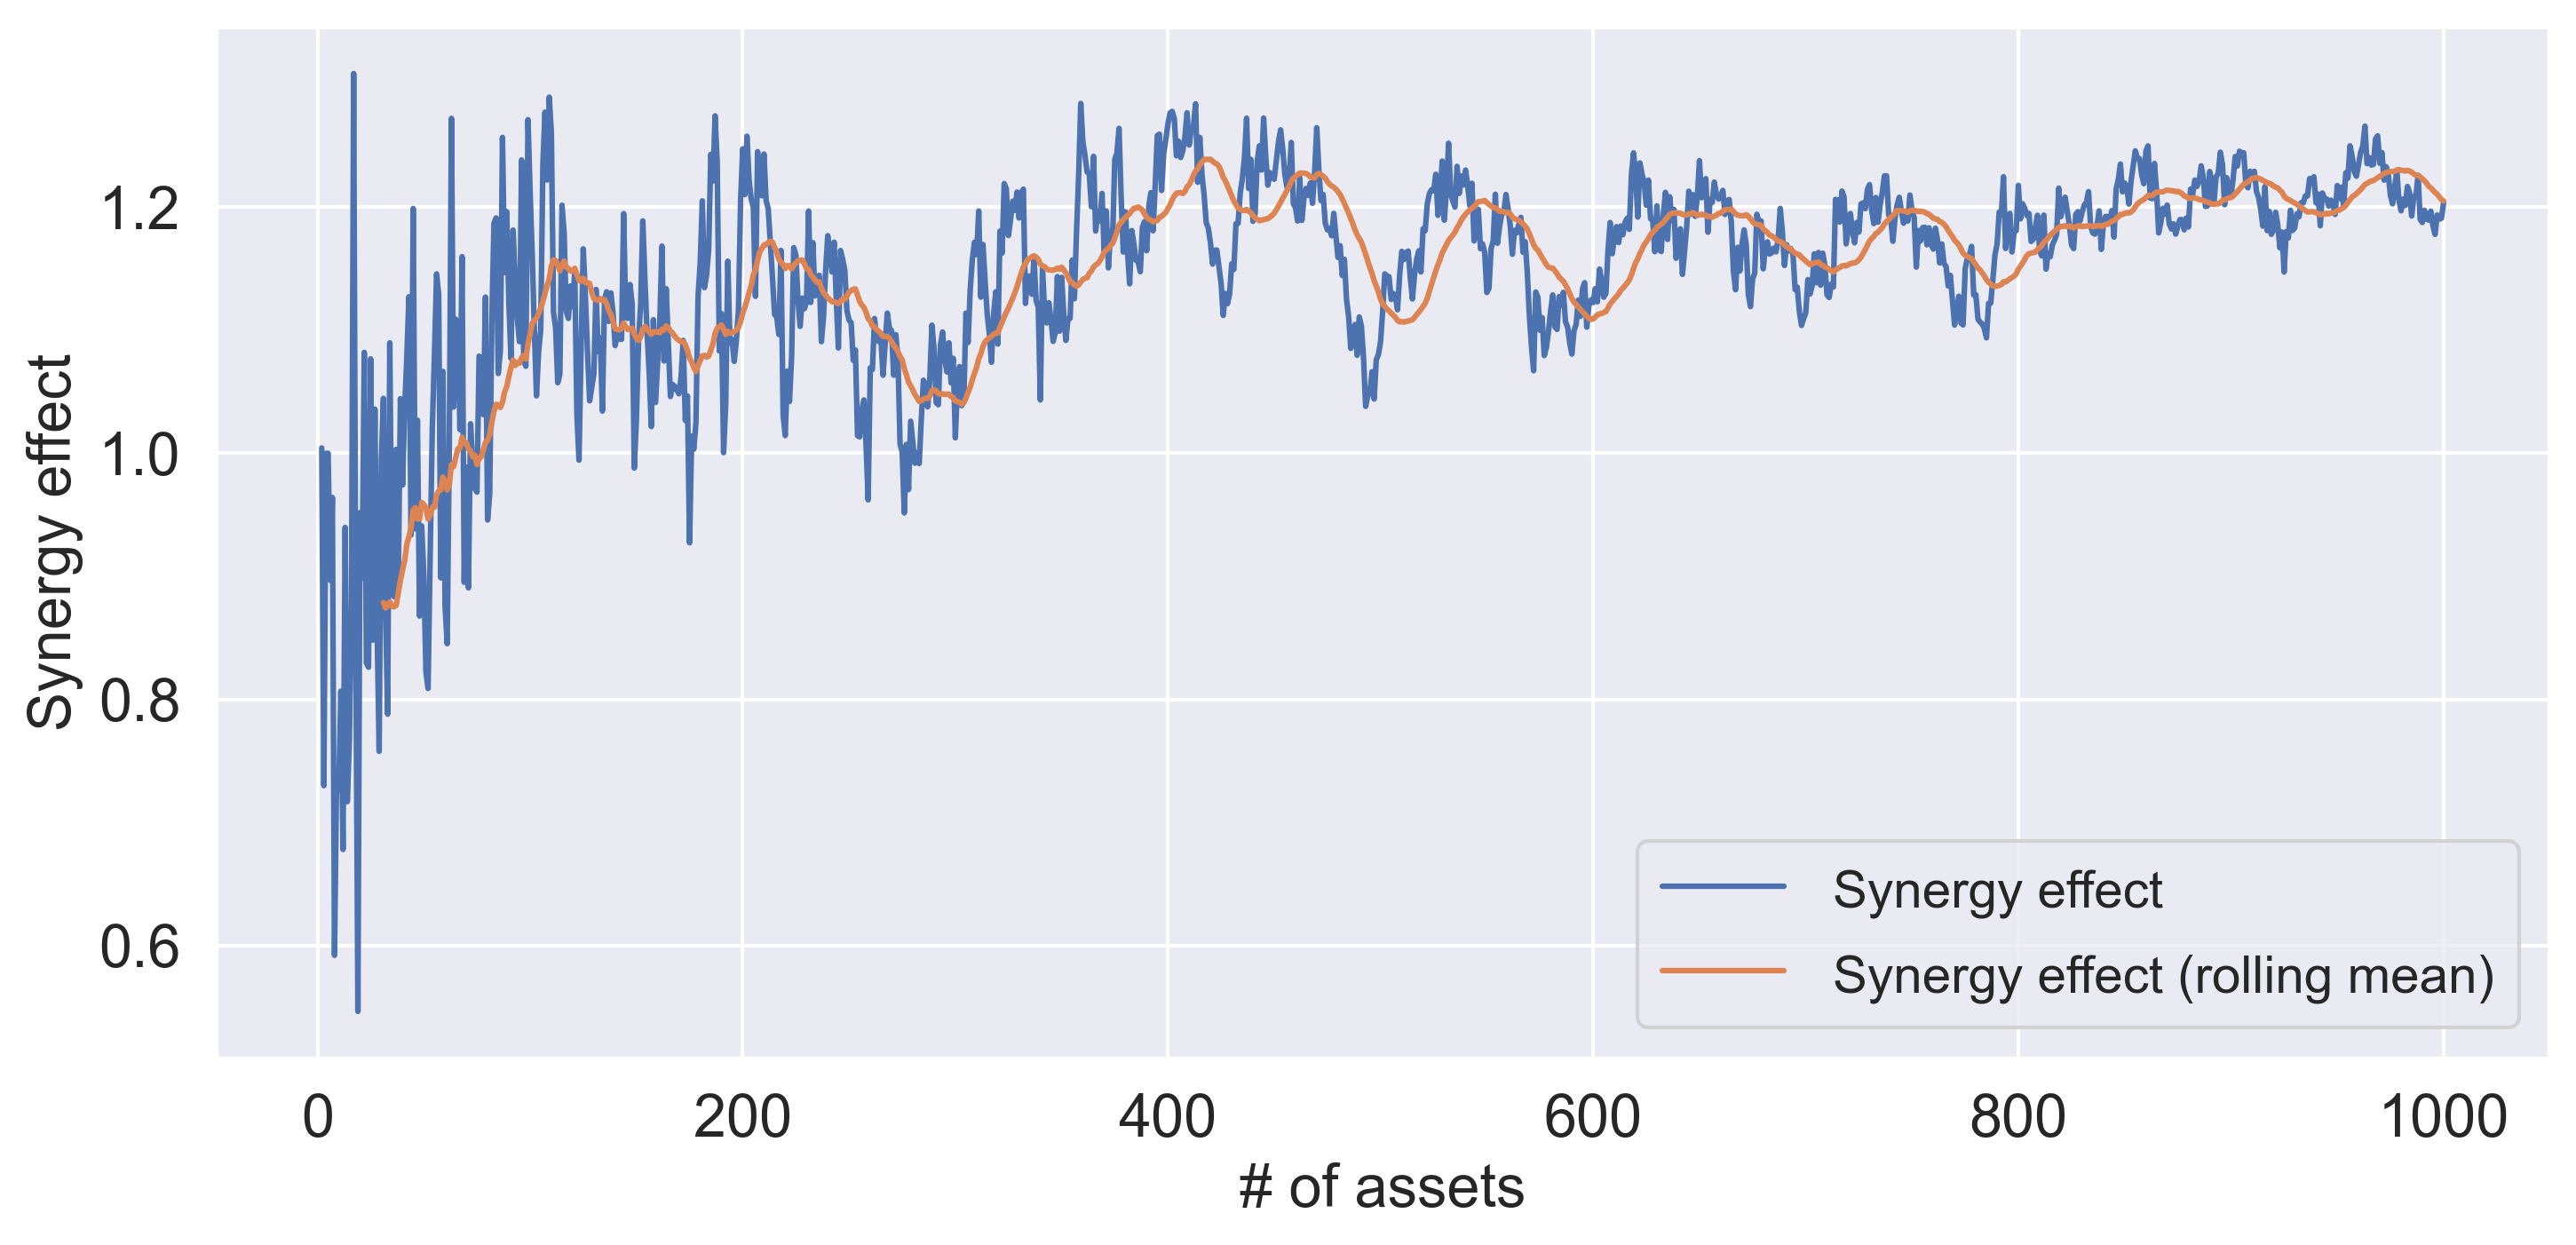 Synergy effect
1.2
1.0
0.8
0.6
Synergy effect
Synergy effect (rolling mean)
0
200
400
600
800
1000
# of assets